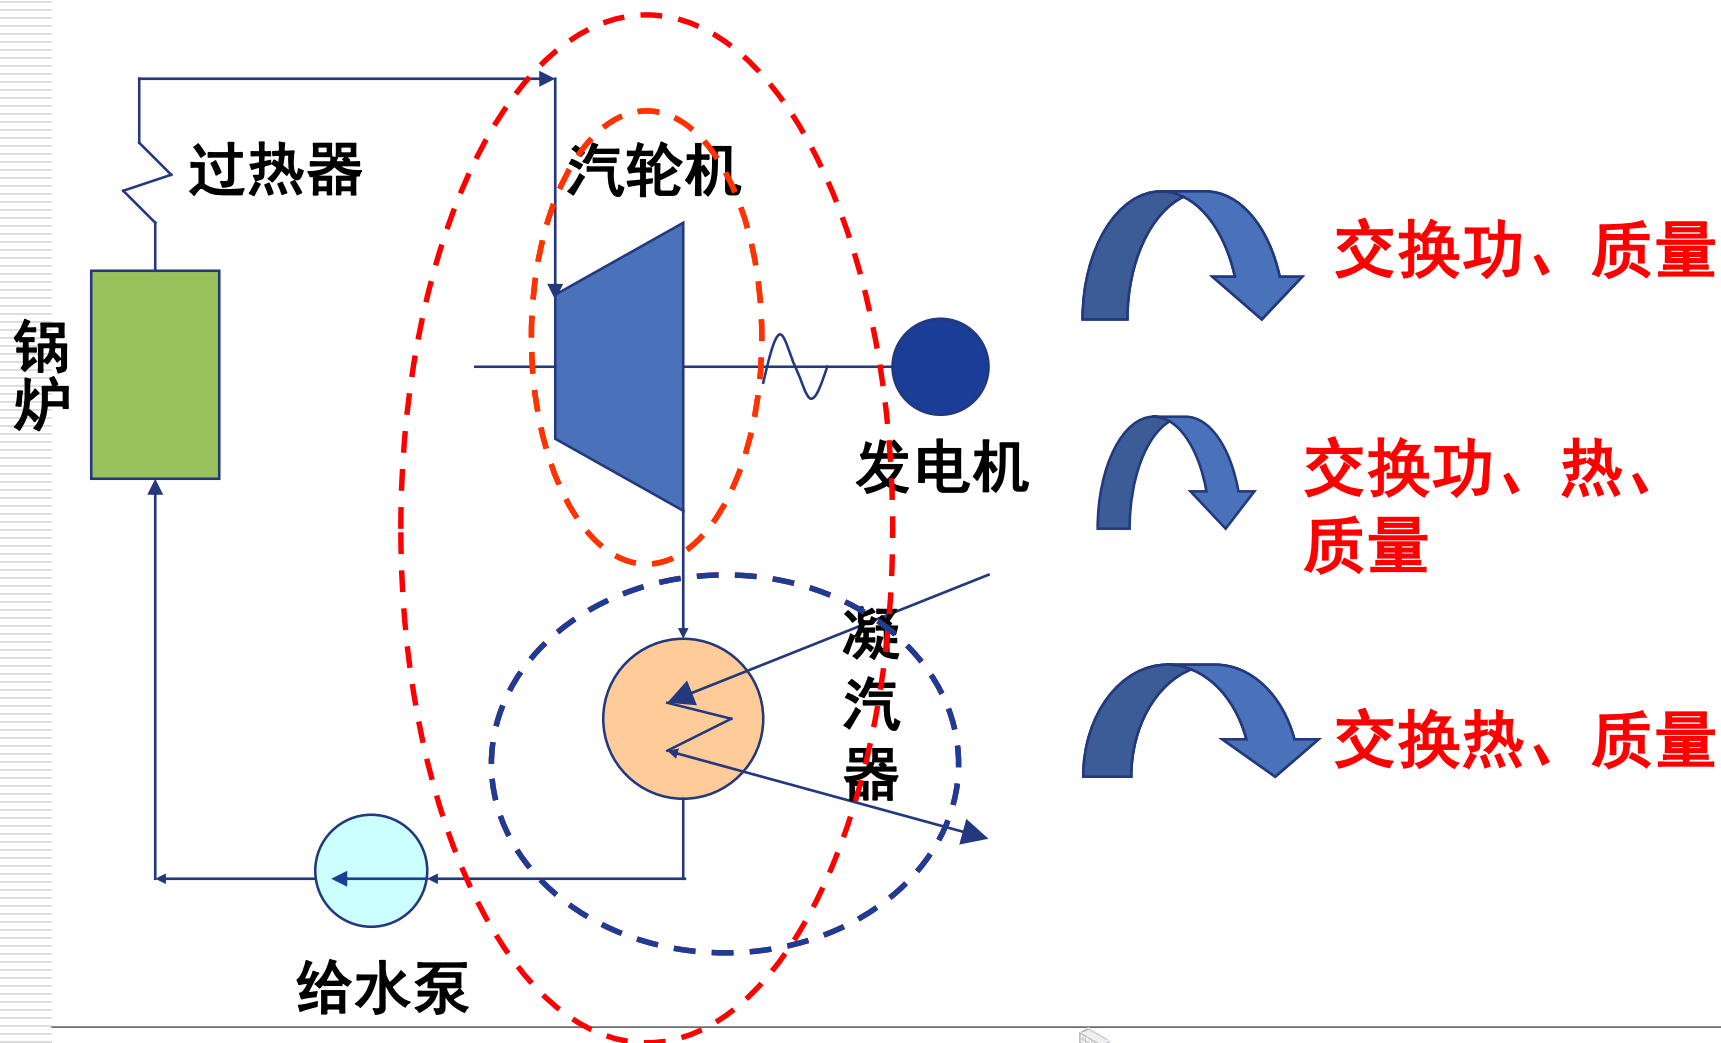 过热器
汽轮机
锅
炉
发电机
凝
汽
器
给水泵
交换功、质量
交换功、热、
质量
交换热、质量